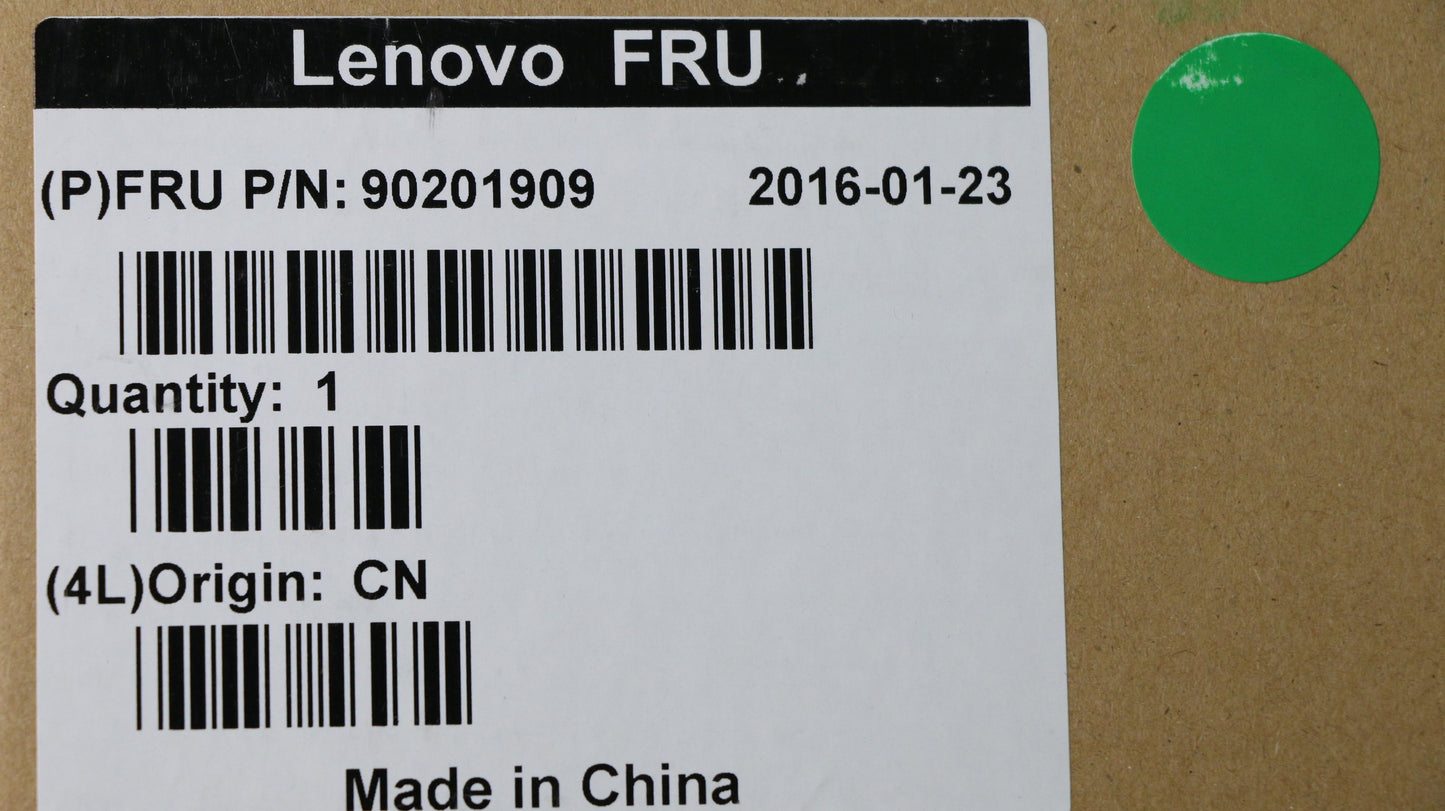 Lenovo FRU
(P)FRU P/N: 90201909 2016-01-23
Quantity: 1
(4L)Origin: CN
Made in China